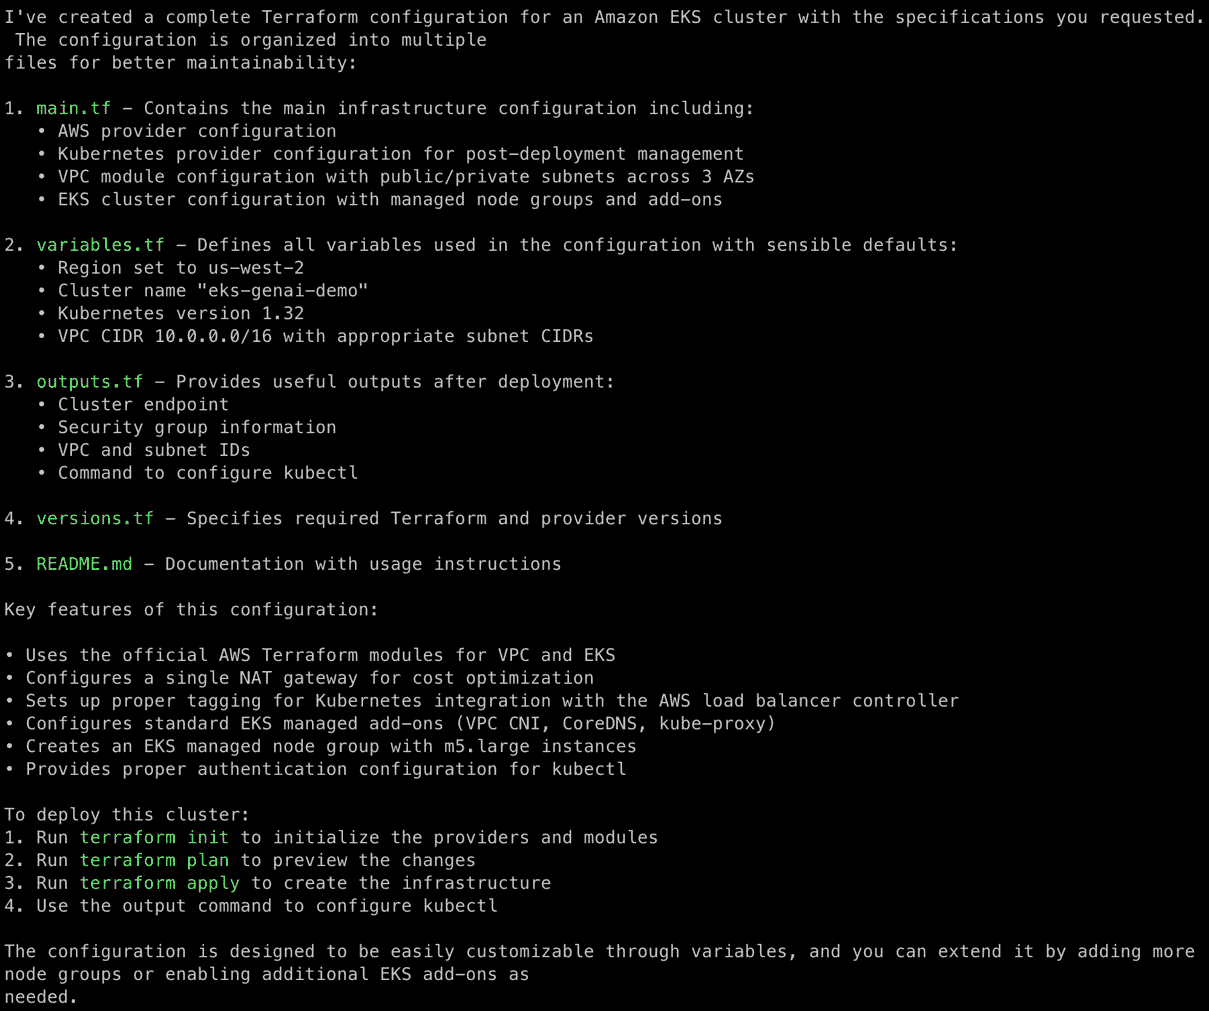 I've created a complete Terraform configuration for an Amazon EKS cluster with the specifications you requested.
The configuration is organized into multiple
files for better maintainability:
1. main.tf – Contains the main infrastructure configuration including:
• AWS provider configuration
• Kubernetes provider configuration for post-deployment management
• VPC module configuration with public/private subnets across 3 AZs
• EKS cluster configuration with managed node groups and add-ons
2. variables.tf – Defines all variables used in the configuration with sensible defaults:
• Region set to us-west-2
• Cluster name "eks-genai-demo"
• Kubernetes version 1.32
• VPC CIDR 10.0.0.0/16 with appropriate subnet CIDRs
3. outputs.tf – Provides useful outputs after deployment:
• Cluster endpoint
• Security group information
• VPC and subnet IDs
• Command to configure kubectl
4. versions.tf – Specifies required Terraform and provider versions
5. README.md – Documentation with usage instructions
Key features of this configuration:
• Uses the official AWS Terraform modules for VPC and EKS
• Configures a single NAT gateway for cost optimization
• Sets up proper tagging for Kubernetes integration with the AWS load balancer controller
• Configures standard EKS managed add-ons (VPC CNI, CoreDNS, kube-proxy)
• Creates an EKS managed node group with m5.large instances
• Provides proper authentication configuration for kubectl
To deploy this cluster:
1. Run terraform init to initialize the providers and modules
2. Run terraform plan to preview the changes
3. Run terraform apply to create the infrastructure
4. Use the output command to configure kubectl
The configuration is designed to be easily customizable through variables, and you can extend it by adding more
node groups or enabling additional EKS add-ons as
needed.